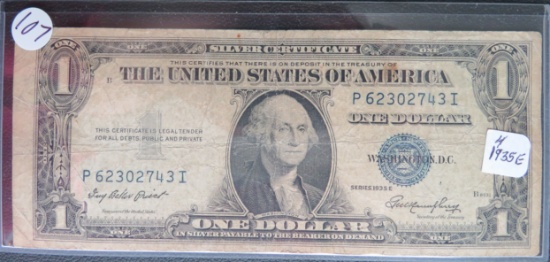 107
ONE
SILVER CERTIFICATE
ONE
THIS CERTIFIES THAT THERE IS ON DEPOSIT IN THE TREASURY OF
1
THE UNITED STATES OF AMERICA
1
P 62302743 I
ONE DOLLAR
THIS CERTIFICATE IS LEGAL TENDER
FOR ALL DEBTS, PUBLIC AND PRIVATE
WASHINGTON, D.C.
1935E
P 62302743 I
SERIES 1935 E
1
ONE DOLLAR
1
ONE
IN SILVER PAYABLE TO THE BEARER ON DEMAND
ONE